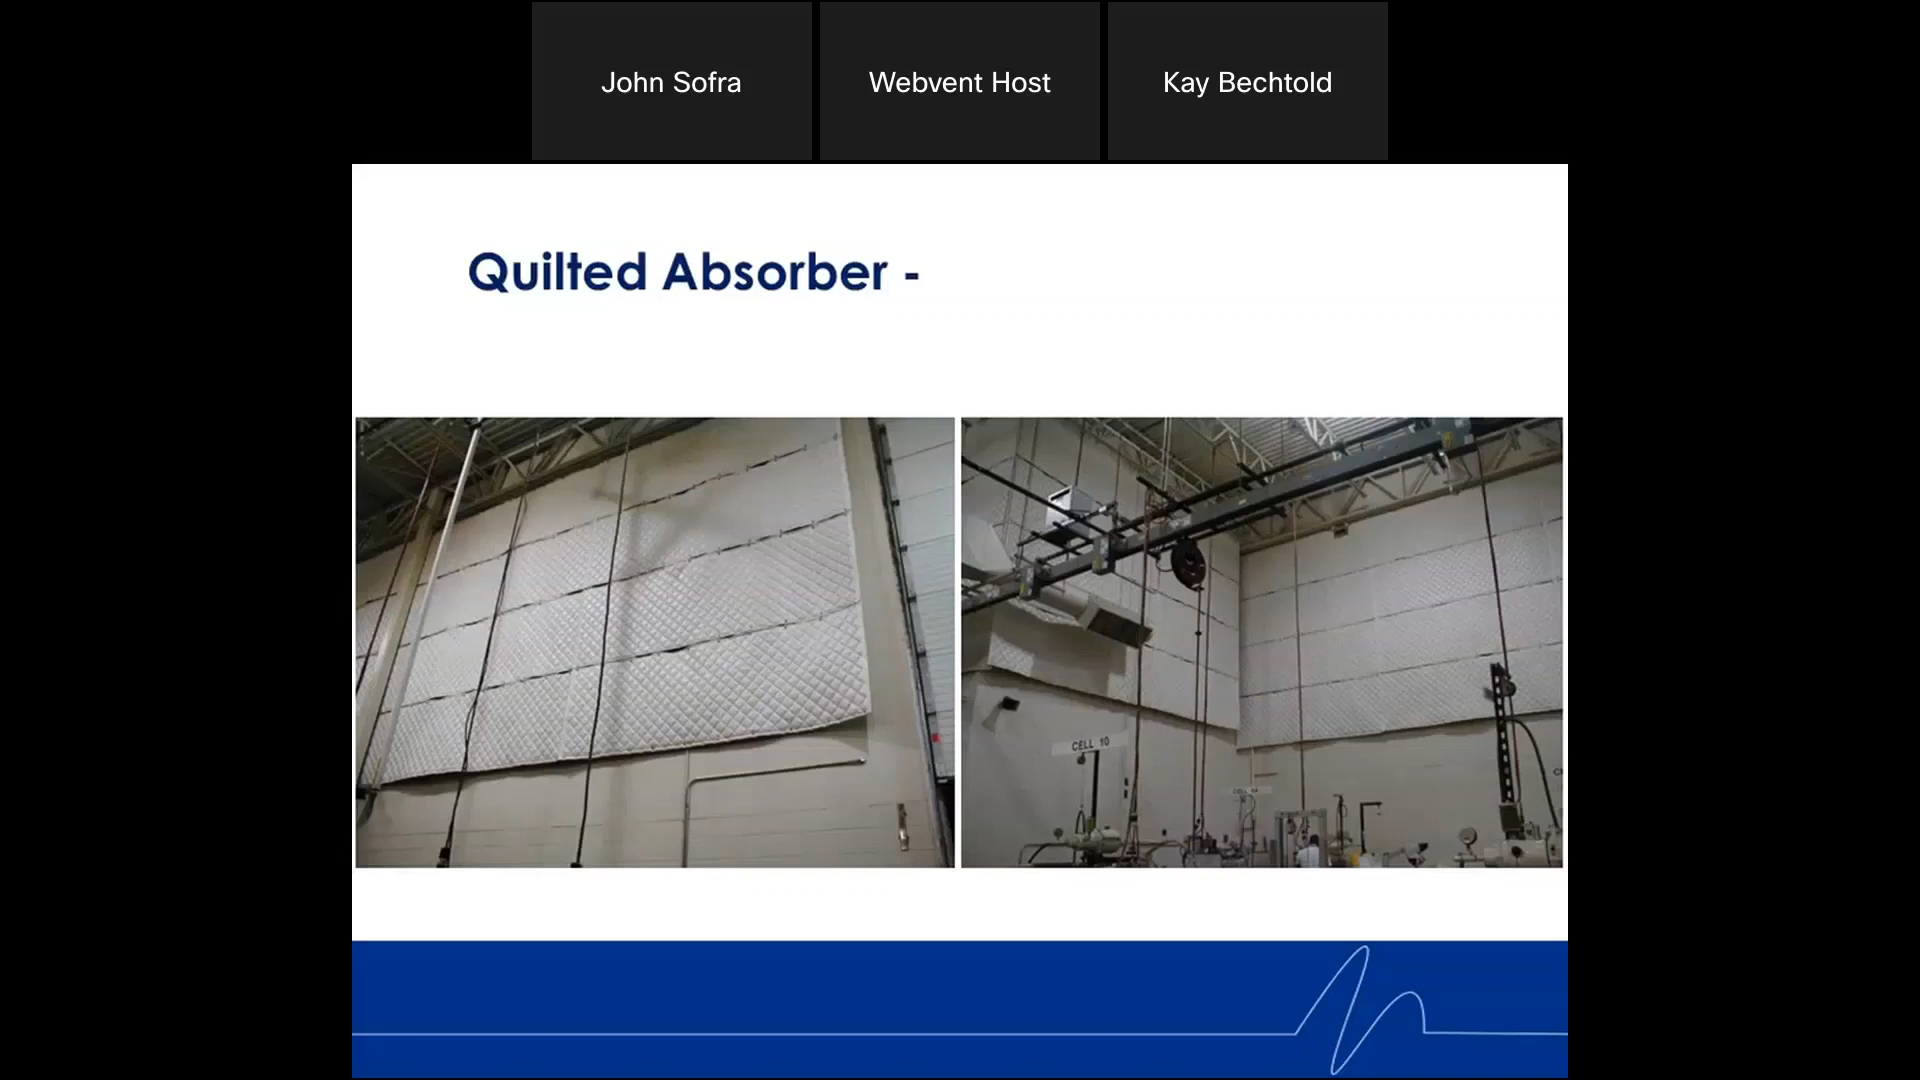 John Sofra
Webvent Host
Kay Bechtold
Quilted Absorber -
CELL 10